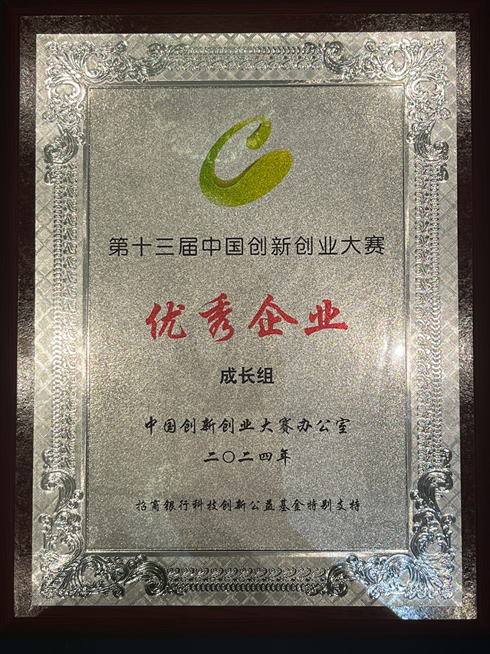 第十三届中国创新创业大赛
优秀企业
成长组
中国创新创业大赛办公室
二〇二四年
招商银行科技创新公益基金特别支持